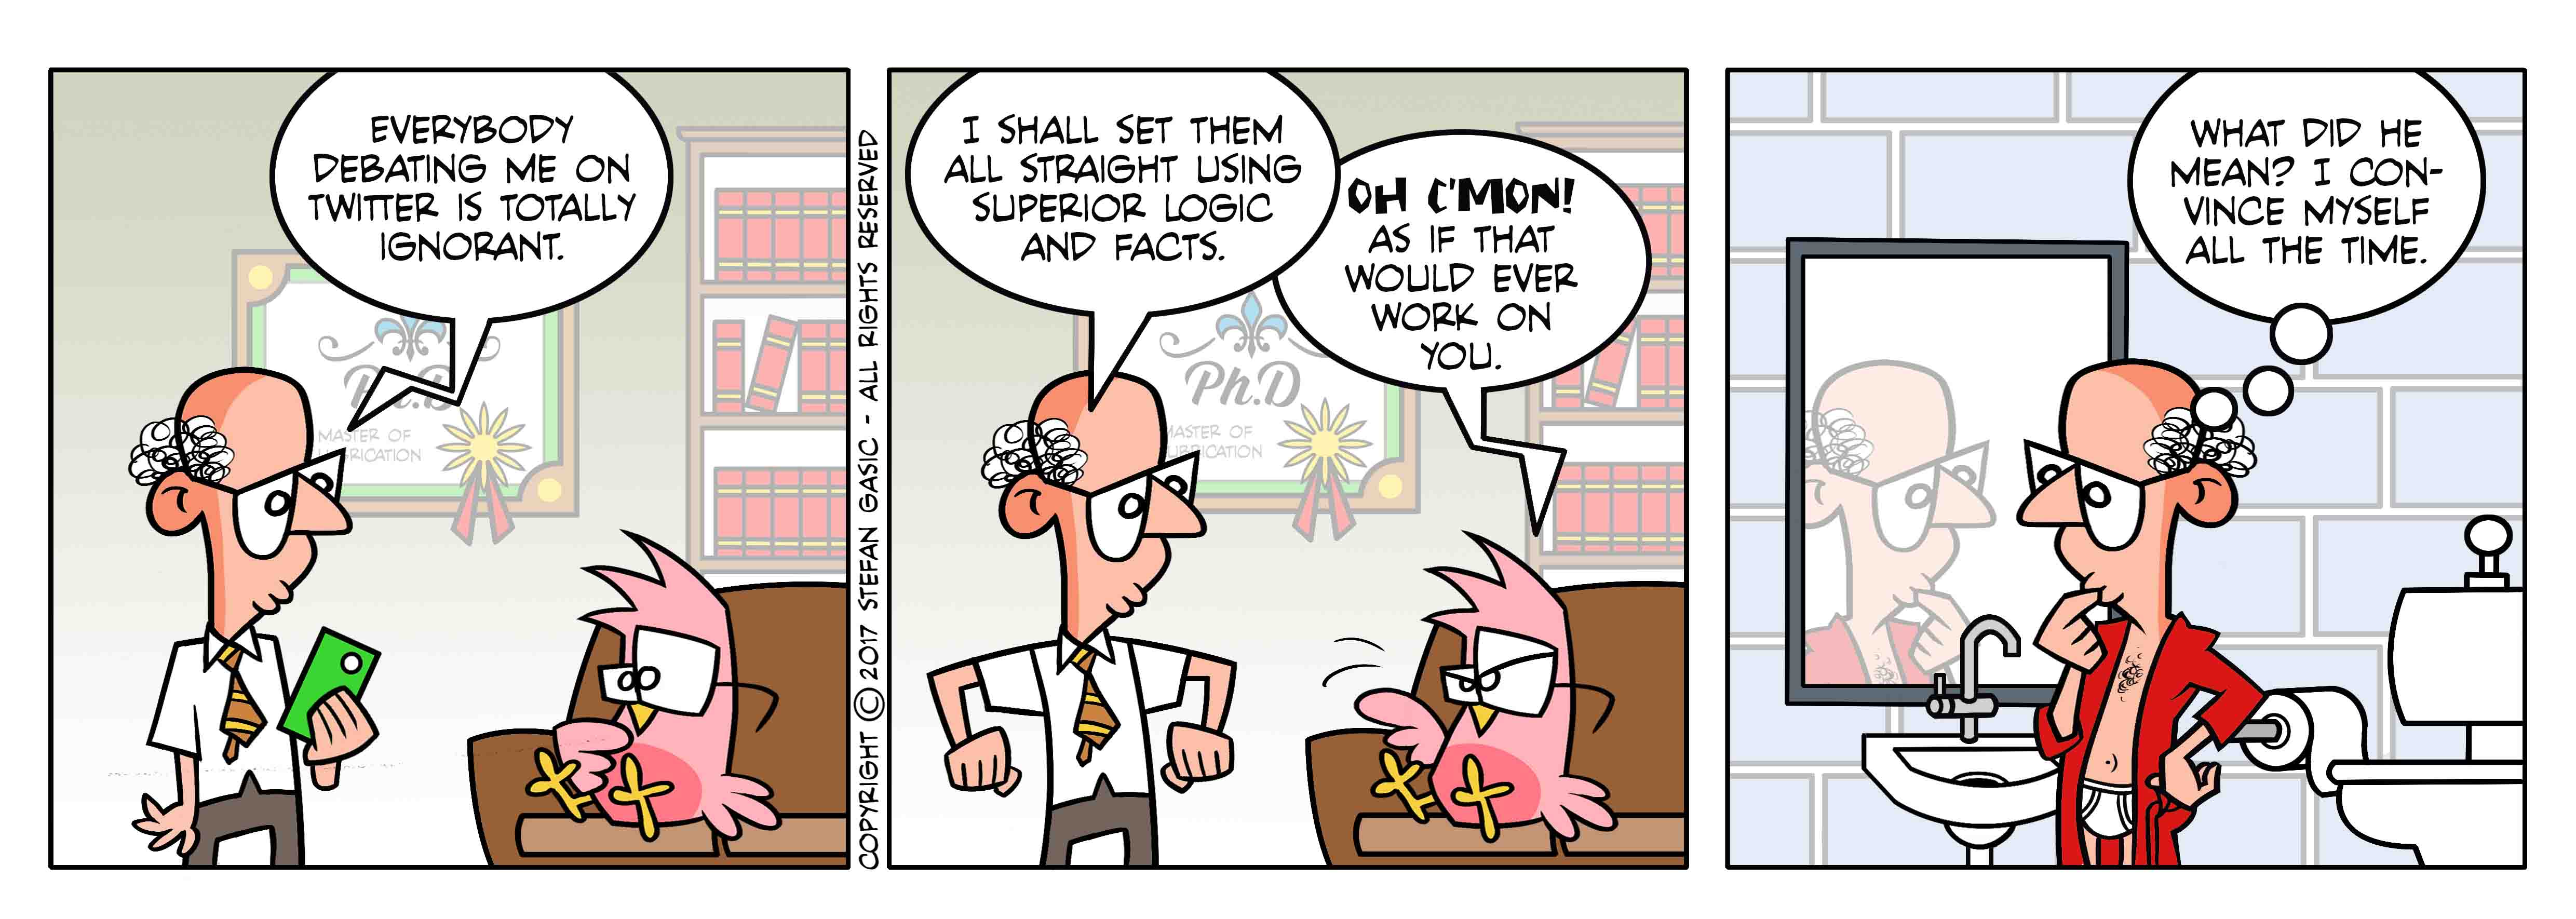 EVERYBODY
DEBATING ME ON
TWITTER IS TOTALLY
IGNORANT.
MASTER OF
COPYRIGHT © 2017 STEFAN GASIC - ALL RIGHTS RESERVED
I SHALL SET THEM
ALL STRAIGHT USING
SUPERIOR LOGIC
AND FACTS.
OH C'MON!
AS IF THAT
WOULD EVER
WORK ON
YOU.
Ph.D
MASTER OF
WHAT DID HE
MEAN? I CON-
VINCE MYSELF
ALL THE TIME.